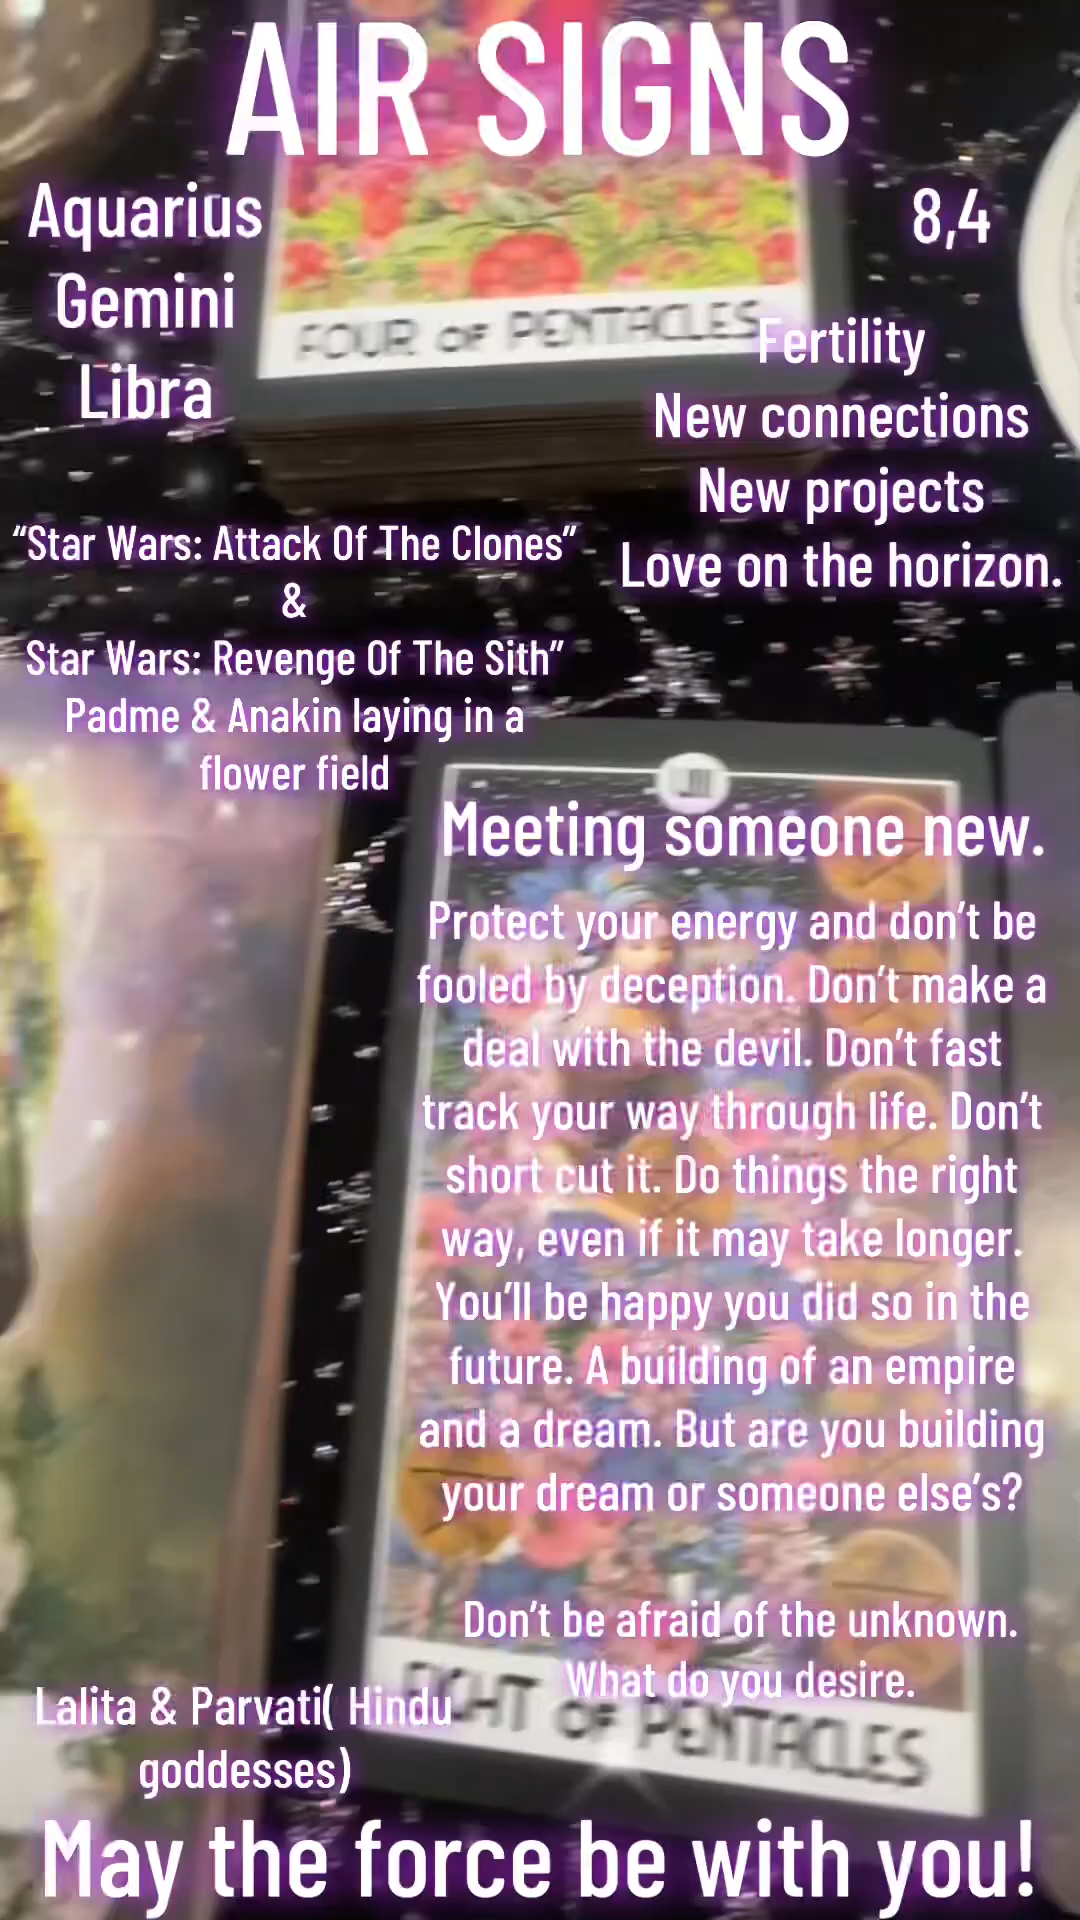 AIR SIGNS
Aquarius
Gemini
Libra
8,4
FOUR OF PENTACLES
Fertility
New connections
New projects
Love on the horizon.
“Star Wars: Attack Of The Clones”
&
Star Wars: Revenge Of The Sith”
Padme & Anakin laying in a
flower field
Meeting someone new.
Protect your energy and don’t be
fooled by deception. Don’t make a
deal with the devil. Don’t fast
track your way through life. Don’t
short cut it. Do things the right
way, even if it may take longer.
You’ll be happy you did so in the
future. A building of an empire
and a dream. But are you building
your dream or someone else’s?
Don’t be afraid of the unknown.
What do you desire.
EIGHT OF PENTACLES
Lalita & Parvati( Hindu
goddesses)
May the force be with you!